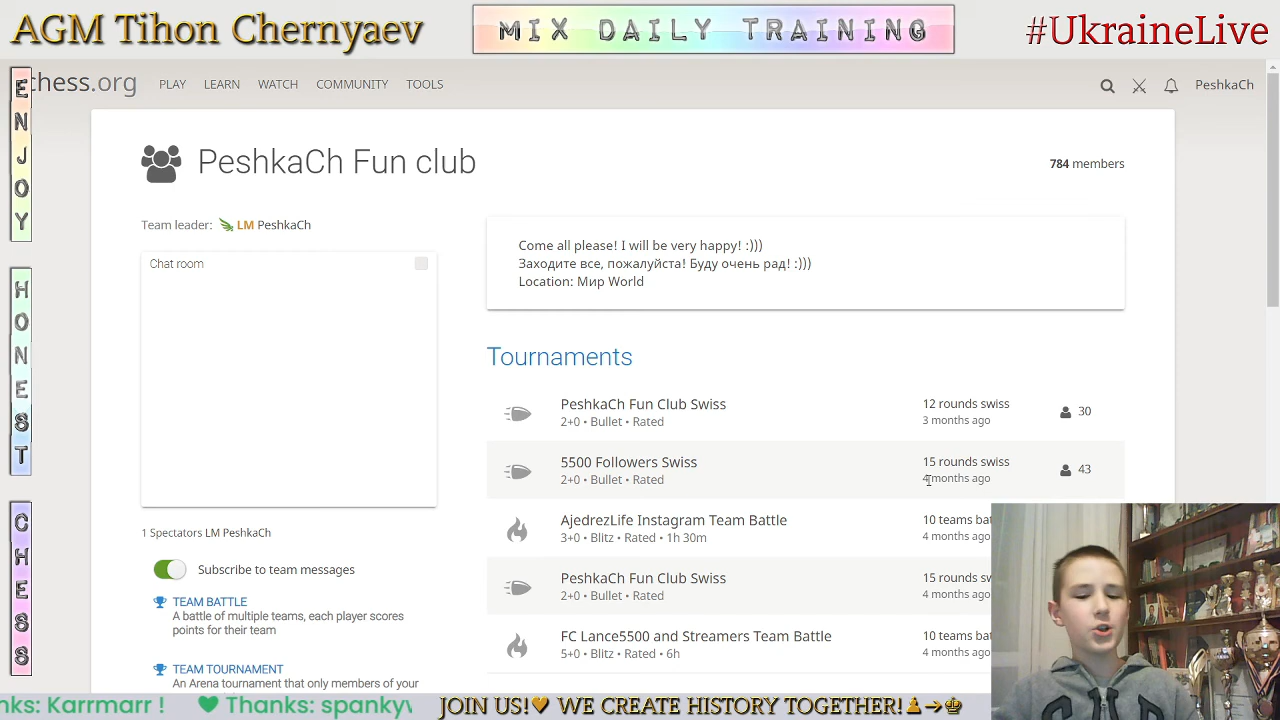 AGM Tihon Chernyaev
MIX DAILY TRAINING
#UkraineLive
chess.org
PLAY LEARN WATCH COMMUNITY TOOLS
PeshkaCh
ENJOY
HONEST
CHESS
PeshkaCh Fun club
784 members
Team leader: LM PeshkaCh
Chat room
Come all please! I will be very happy! :)))
Заходите все, пожалуйста! Буду очень рад! :)))
Location: Мир World
Tournaments
PeshkaCh Fun Club Swiss
2+0 • Bullet • Rated
12 rounds swiss
3 months ago
30
5500 Followers Swiss
2+0 • Bullet • Rated
15 rounds swiss
4 months ago
43
AjedrezLife Instagram Team Battle
3+0 • Blitz • Rated • 1h 30m
10 teams bat
4 months ago
PeshkaCh Fun Club Swiss
2+0 • Bullet • Rated
15 rounds sw
4 months ago
FC Lance5500 and Streamers Team Battle
5+0 • Blitz • Rated • 6h
10 teams bat
4 months ago
1 Spectators LM PeshkaCh
Subscribe to team messages
TEAM BATTLE
A battle of multiple teams, each player scores
points for their team
TEAM TOURNAMENT
An Arena tournament that only members of your
nks: Karrmarr ! Thanks: spankyv
JOIN US! WE CREATE HISTORY TOGETHER!